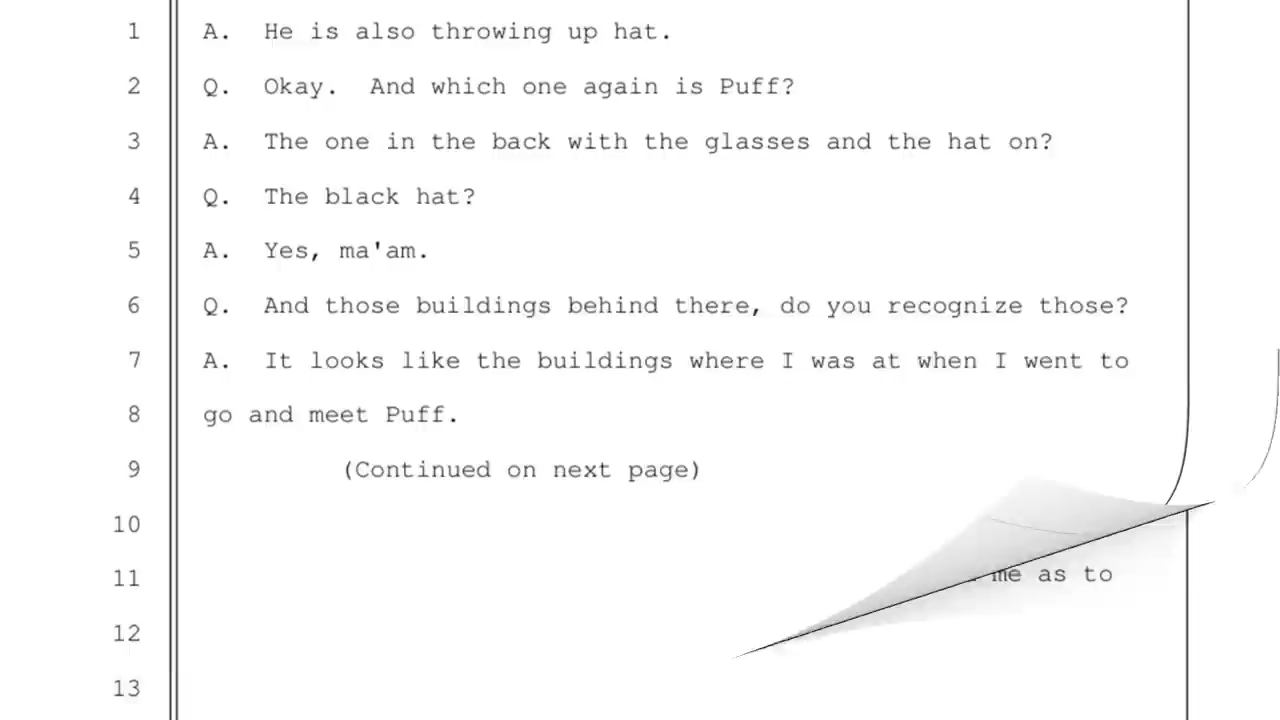 1 A. He is also throwing up hat.
2 Q. Okay. And which one again is Puff?
3 A. The one in the back with the glasses and the hat on?
4 Q. The black hat?
5 A. Yes, ma'am.
6 Q. And those buildings behind there, do you recognize those?
7 A. It looks like the buildings where I was at when I went to
8 go and meet Puff.
9 (Continued on next page)
10
11 me as to
12
13